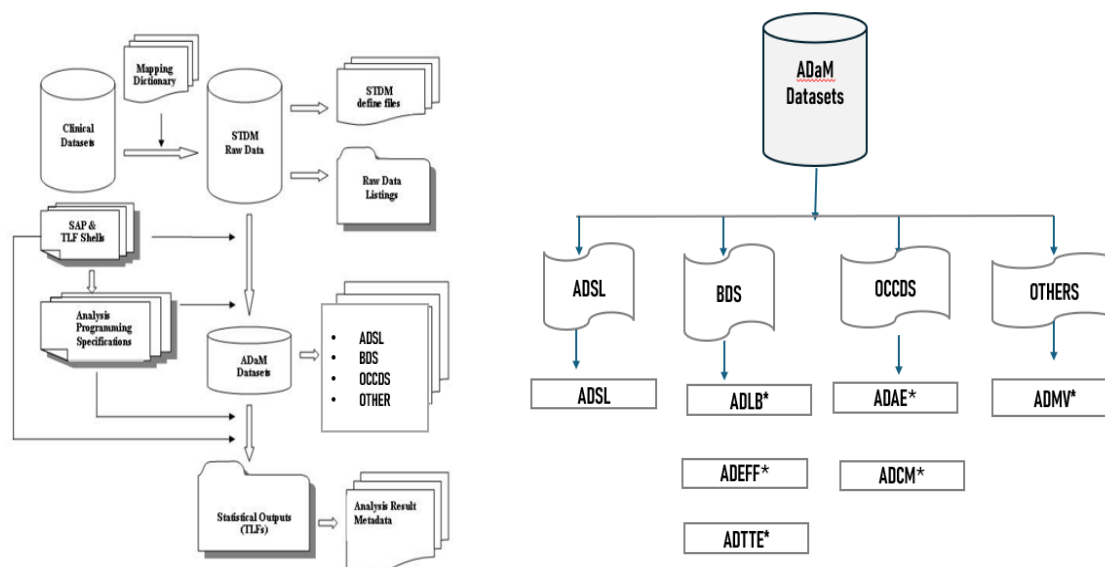 Mapping
Dictionary
Clinical
Datasets
STDM
Raw Data
STDM
define files
Raw Data
Listings
SAP &
TLF Shells
Analysis
Programming
Specifications
ADaM
Datasets
• ADSL
• BDS
• OCCDS
• OTHER
Statistical Outputs
(TLFs)
Analysis Result
Metadata
ADaM
Datasets
ADSL
BDS
OCCDS
OTHERS
ADSL
ADLB*
ADAE*
ADMV*
ADEFF*
ADCM*
ADTTE*